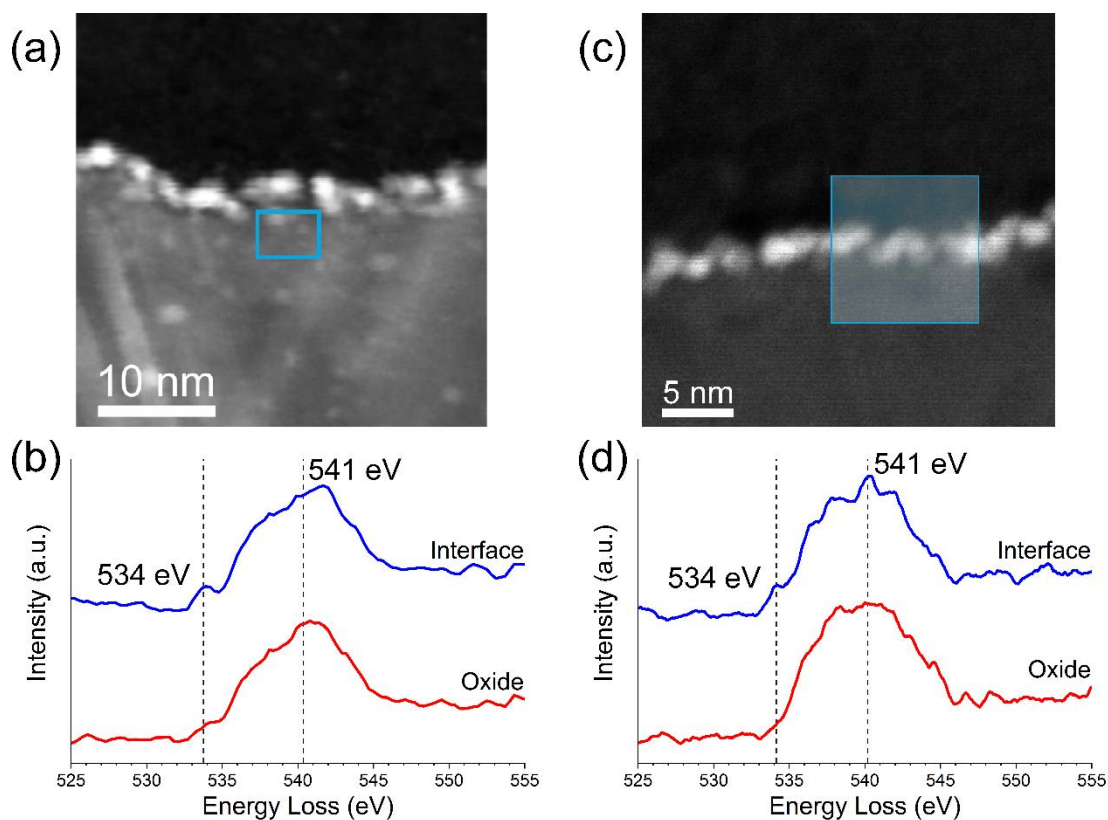 (a)
10 nm
(c)
5 nm
(b)
541 eV
534 eV
Interface
Oxide
Intensity (a.u.)
525 530 535 540 545 550 555
Energy Loss (eV)
(d)
541 eV
534 eV
Interface
Oxide
Intensity (a.u.)
525 530 535 540 545 550 555
Energy Loss (eV)